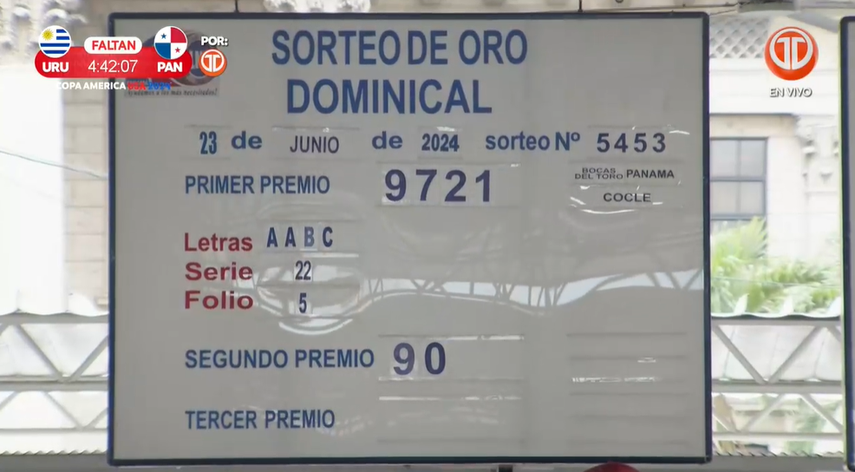 FALTAN
URU 4:42:07 PAN
POR:
COPA AMERICA USA 2024
SORTEO DE ORO
DOMINICAL
23 de JUNIO de 2024 sorteo Nº 5453
PRIMER PREMIO 9721
BOCAS DEL TORO PANAMA
COCLE
Letras A A B C
Serie 22
Folio 5
SEGUNDO PREMIO 90
TERCER PREMIO
EN VIVO